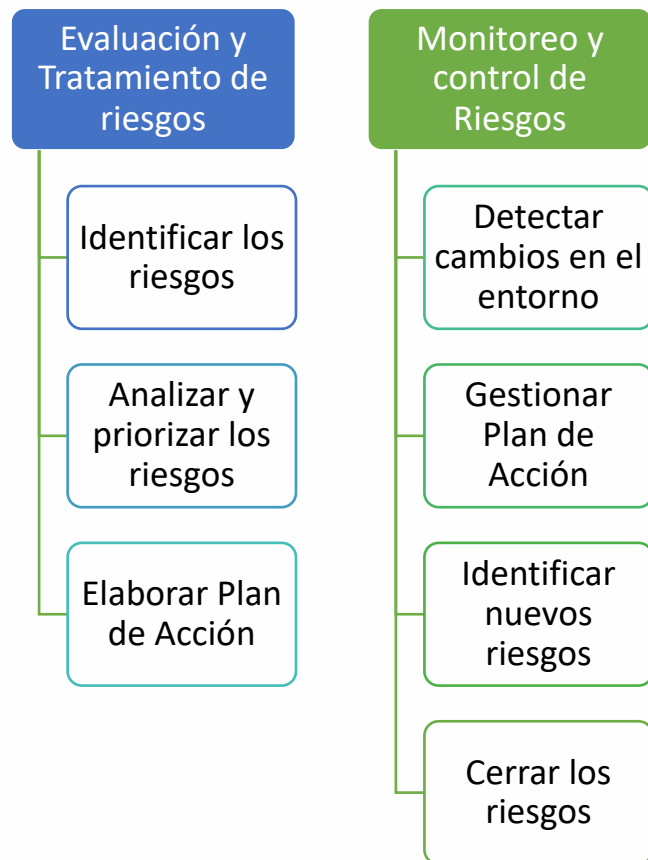 Evaluación y
Tratamiento de
riesgos
Identificar los
riesgos
Analizar y
priorizar los
riesgos
Elaborar Plan
de Acción
Monitoreo y
control de
Riesgos
Detectar
cambios en el
entorno
Gestionar
Plan de
Acción
Identificar
nuevos
riesgos
Cerrar los
riesgos